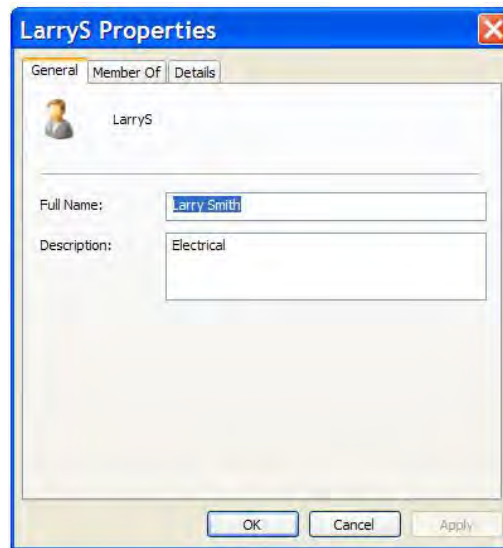 LarryS Properties
General Member Of Details
LarryS
Full Name: Larry Smith
Description: Electrical
OK Cancel Apply